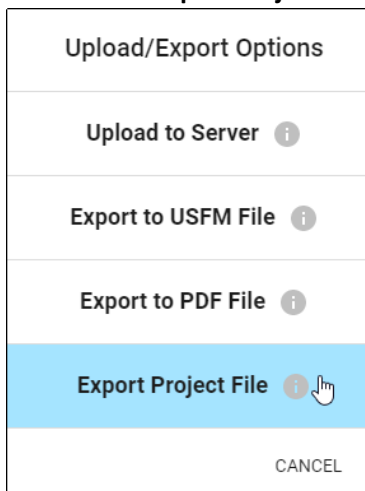 Upload/Export Options
Upload to Server
Export to USFM File
Export to PDF File
Export Project File
CANCEL